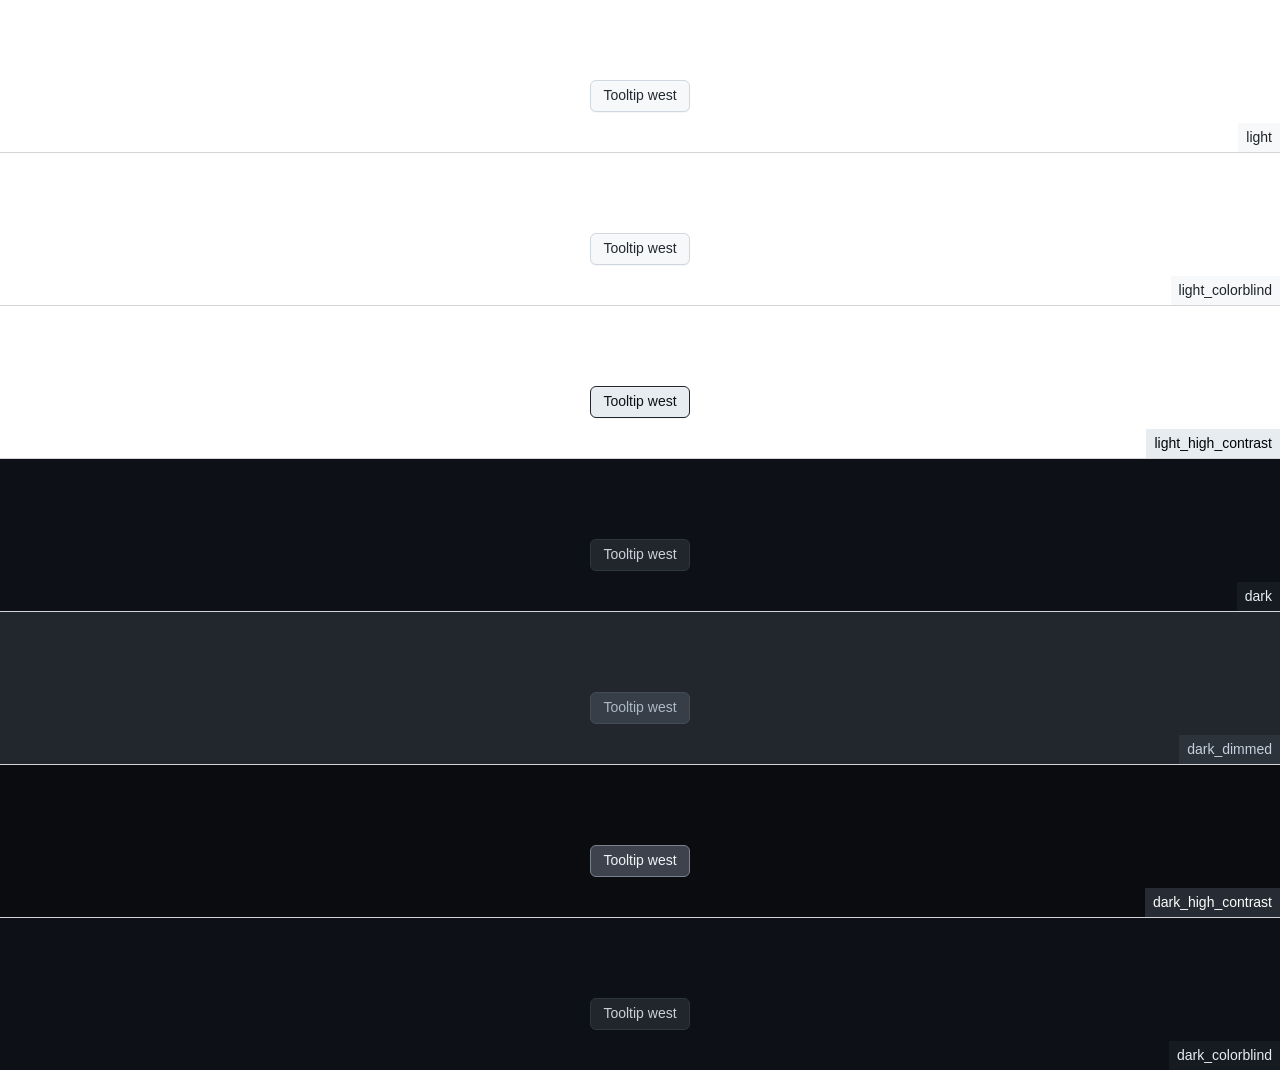 Tooltip west
light
Tooltip west
light_colorblind
Tooltip west
light_high_contrast
Tooltip west
dark
Tooltip west
dark_dimmed
Tooltip west
dark_high_contrast
Tooltip west
dark_colorblind